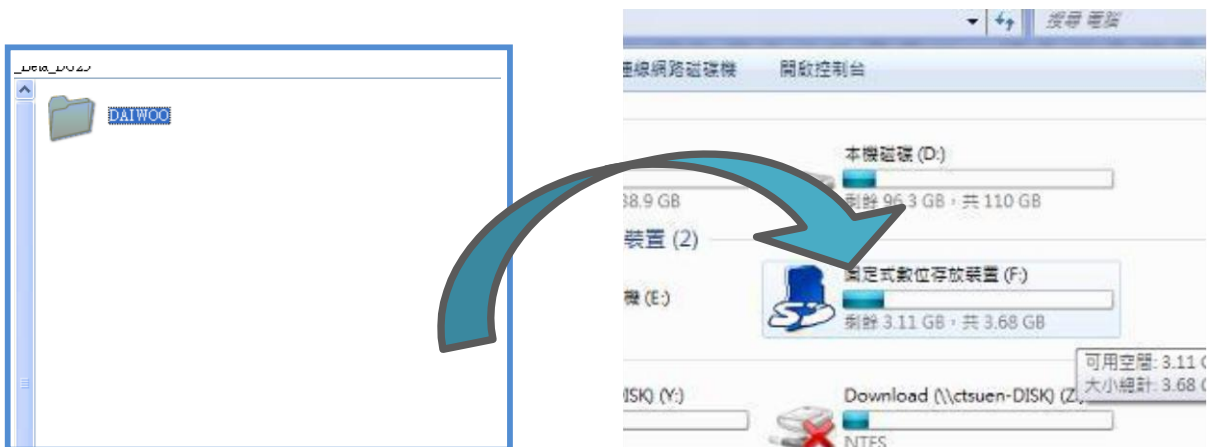 DAIWOO
搜尋 電腦
連線網路磁碟機 開啟控制台
本機磁碟 (D:)
38.9 GB
剩餘 96.3 GB，共 110 GB
裝置 (2)
固定式數位存放裝置 (F:)
機 (E:)
剩餘 3.11 GB，共 3.68 GB
可用空間: 3.11 G
大小總計: 3.68 G
ISK) (Y:)
Download (\\ctsuen-DISK) (Z
NTFS
SD